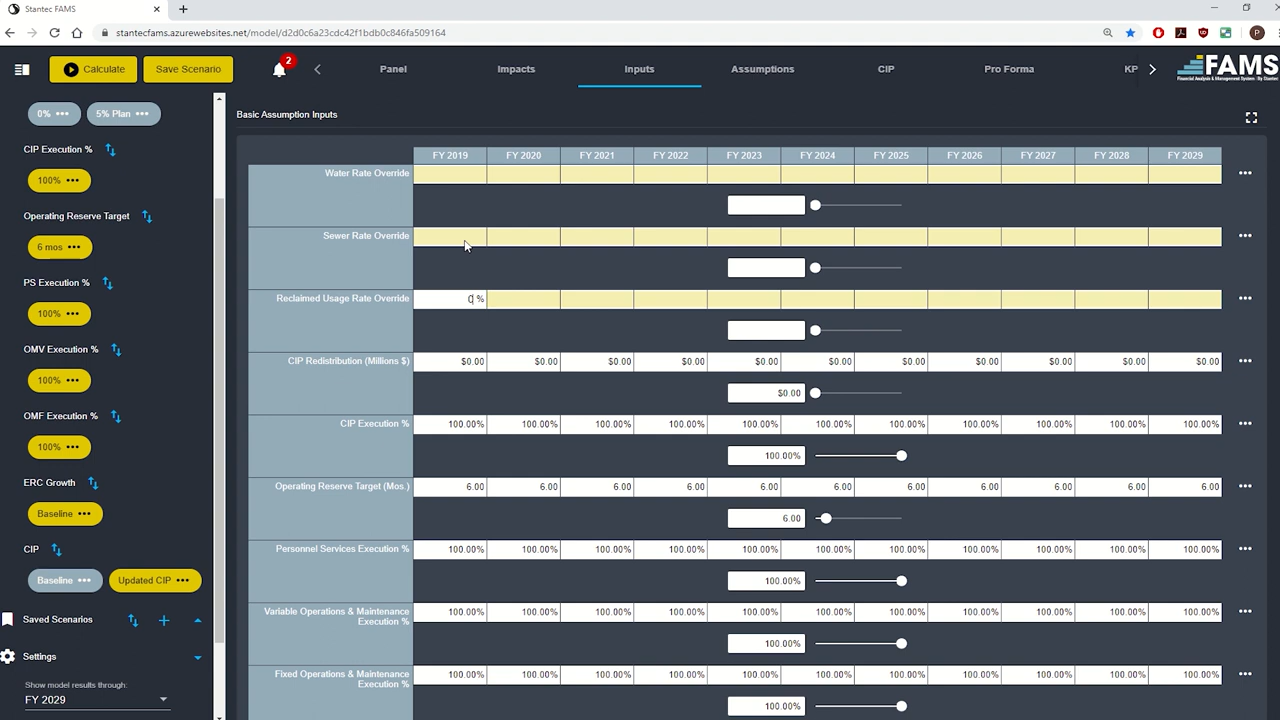 Stantec FAMS
stantecfams.azurewebsites.net/model/d2d0c6a23cdc42f1bdb0c846fa509164
P
Calculate
Save Scenario
2
Panel
Impacts
Inputs
Assumptions
CIP
Pro Forma
KP
FAMS
Financial Analysis & Management System - By Stantec
0% •••
5% Plan •••
CIP Execution %
100% •••
Operating Reserve Target
6 mos •••
PS Execution %
100% •••
OMV Execution %
100% •••
OMF Execution %
100% •••
ERC Growth
Baseline •••
CIP
Baseline •••
Updated CIP •••
Saved Scenarios
Settings
Show model results through:
FY 2029
Basic Assumption Inputs
FY 2019 FY 2020 FY 2021 FY 2022 FY 2023 FY 2024 FY 2025 FY 2026 FY 2027 FY 2028 FY 2029
Water Rate Override
Sewer Rate Override
Reclaimed Usage Rate Override 0 %
CIP Redistribution (Millions $) $0.00 $0.00 $0.00 $0.00 $0.00 $0.00 $0.00 $0.00 $0.00 $0.00 $0.00
$0.00
CIP Execution % 100.00% 100.00% 100.00% 100.00% 100.00% 100.00% 100.00% 100.00% 100.00% 100.00% 100.00%
100.00%
Operating Reserve Target (Mos.) 6.00 6.00 6.00 6.00 6.00 6.00 6.00 6.00 6.00 6.00 6.00
6.00
Personnel Services Execution % 100.00% 100.00% 100.00% 100.00% 100.00% 100.00% 100.00% 100.00% 100.00% 100.00% 100.00%
100.00%
Variable Operations & Maintenance 100.00% 100.00% 100.00% 100.00% 100.00% 100.00% 100.00% 100.00% 100.00% 100.00% 100.00%
Execution %
100.00%
Fixed Operations & Maintenance 100.00% 100.00% 100.00% 100.00% 100.00% 100.00% 100.00% 100.00% 100.00% 100.00% 100.00%
Execution %
100.00%